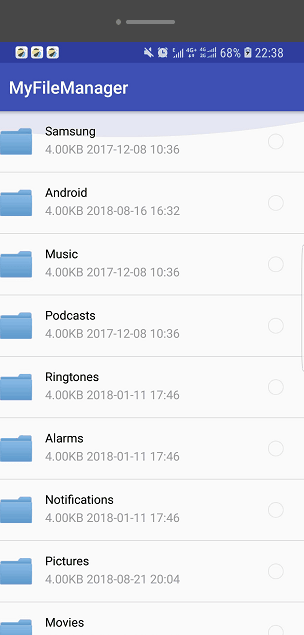 68% 22:38
MyFileManager
Samsung
4.00KB 2017-12-08 10:36
Android
4.00KB 2018-08-16 16:32
Music
4.00KB 2017-12-08 10:36
Podcasts
4.00KB 2017-12-08 10:36
Ringtones
4.00KB 2018-01-11 17:46
Alarms
4.00KB 2018-01-11 17:46
Notifications
4.00KB 2018-01-11 17:46
Pictures
4.00KB 2018-08-21 20:04
Movies